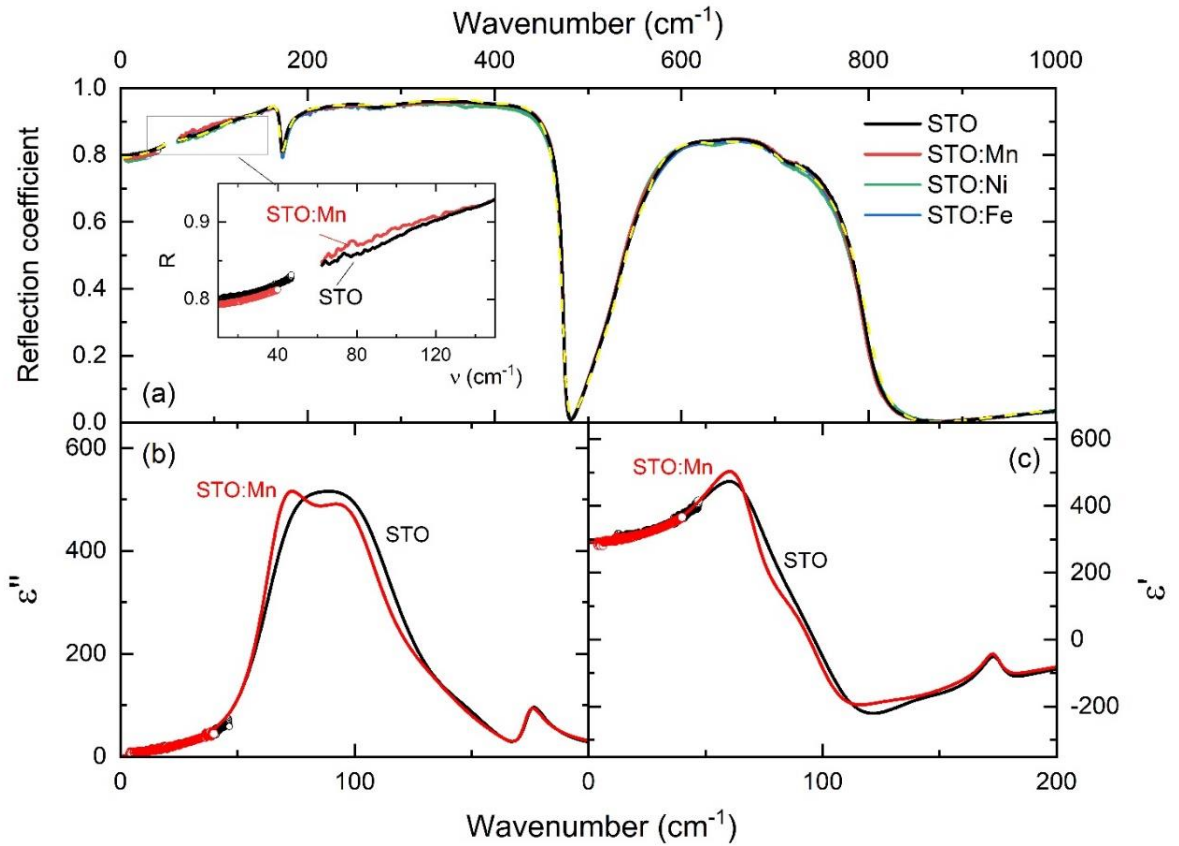 Wavenumber (cm-1)
0 200 400 600 800 1000
Reflection coefficient
1.0
0.8
0.6
0.4
0.2
0.0
(a)
STO
STO:Mn
STO:Ni
STO:Fe
R
0.9
0.8
STO:Mn
STO
40 80 120
ν (cm-1)
(b)
ε''
600
400
200
0
STO:Mn
STO
0 100
(c)
STO:Mn
STO
600
400
200
0
-200
ε'
0 100 200
Wavenumber (cm-1)
Wavenumber (cm-1)